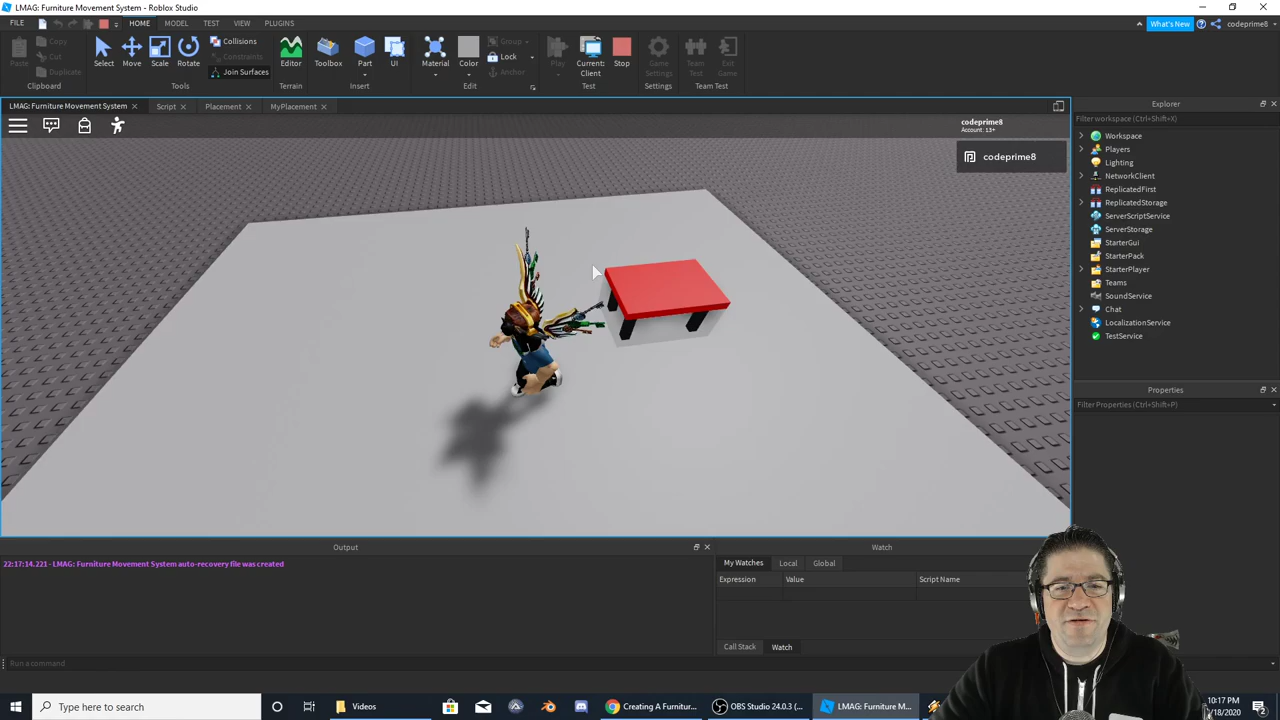 LMAG: Furniture Movement System - Roblox Studio
FILE
HOME
MODEL
TEST
VIEW
PLUGINS
What's New
codeprime8
Paste
Copy
Cut
Duplicate
Clipboard
Select
Move
Scale
Rotate
Collisions
Constraints
Join Surfaces
Tools
Editor
Terrain
Toolbox
Part
UI
Insert
Material
Color
Group
Lock
Anchor
Edit
Play
Current:
Client
Stop
Test
Game
Settings
Settings
Team
Test
Exit
Game
Team Test
LMAG: Furniture Movement System
Script
Placement
MyPlacement
codeprime8
Account: 13+
codeprime8
Explorer
Filter workspace (Ctrl+Shift+X)
Workspace
Players
Lighting
NetworkClient
ReplicatedFirst
ReplicatedStorage
ServerScriptService
ServerStorage
StarterGui
StarterPack
StarterPlayer
Teams
SoundService
Chat
LocalizationService
TestService
Properties
Filter Properties (Ctrl+Shift+P)
Output
22:17:14.221 - LMAG: Furniture Movement System auto-recovery file was created
Watch
My Watches
Local
Global
Expression
Value
Script Name
Call Stack
Watch
Run a command
Type here to search
Videos
Creating A Furnitur...
OBS Studio 24.0.3 (...
LMAG: Furniture M...
10:17 PM
/18/2020